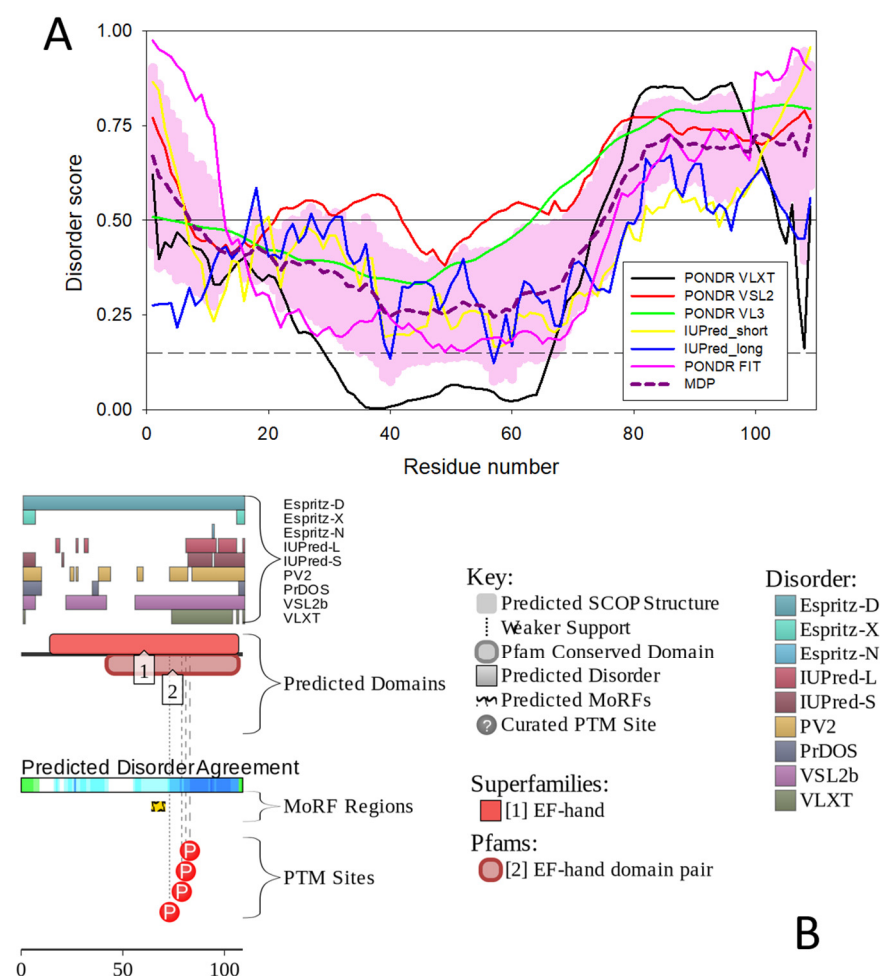 A
1.00
0.75
0.50
0.25
0.00
Disorder score
0
20
40
60
80
100
Residue number
PONDR VLXT
PONDR VSL2
PONDR VL3
IUPred_short
IUPred_long
PONDR FIT
MDP
Espritz-D
Espritz-X
Espritz-N
IUPred-L
IUPred-S
PV2
PrDOS
VSL2b
VLXT
1
2
Predicted Domains
Predicted Disorder Agreement
MoRF Regions
P
P
P
P
PTM Sites
0
50
100
Key:
Predicted SCOP Structure
Weaker Support
Pfam Conserved Domain
Predicted Disorder
Predicted MoRFs
? Curated PTM Site
Superfamilies:
[1] EF-hand
Pfams:
[2] EF-hand domain pair
Disorder:
Espritz-D
Espritz-X
Espritz-N
IUPred-L
IUPred-S
PV2
PrDOS
VSL2b
VLXT
B